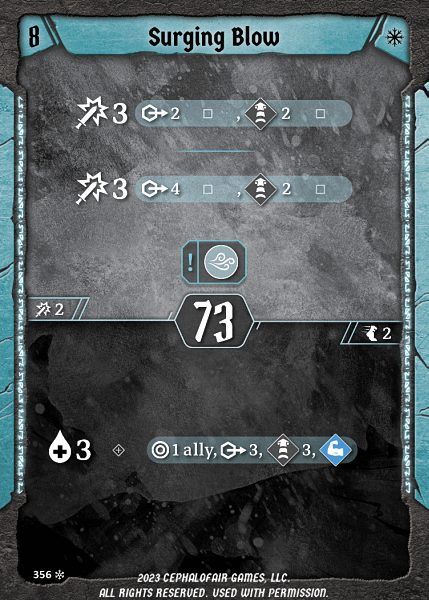 8 Surging Blow
3 2 , 2
3 4 , 2
!
2
73
2
3 1 ally, 3, 3,
356
2023 CEPHALOFAIR GAMES, LLC.
ALL RIGHTS RESERVED. USED WITH PERMISSION.